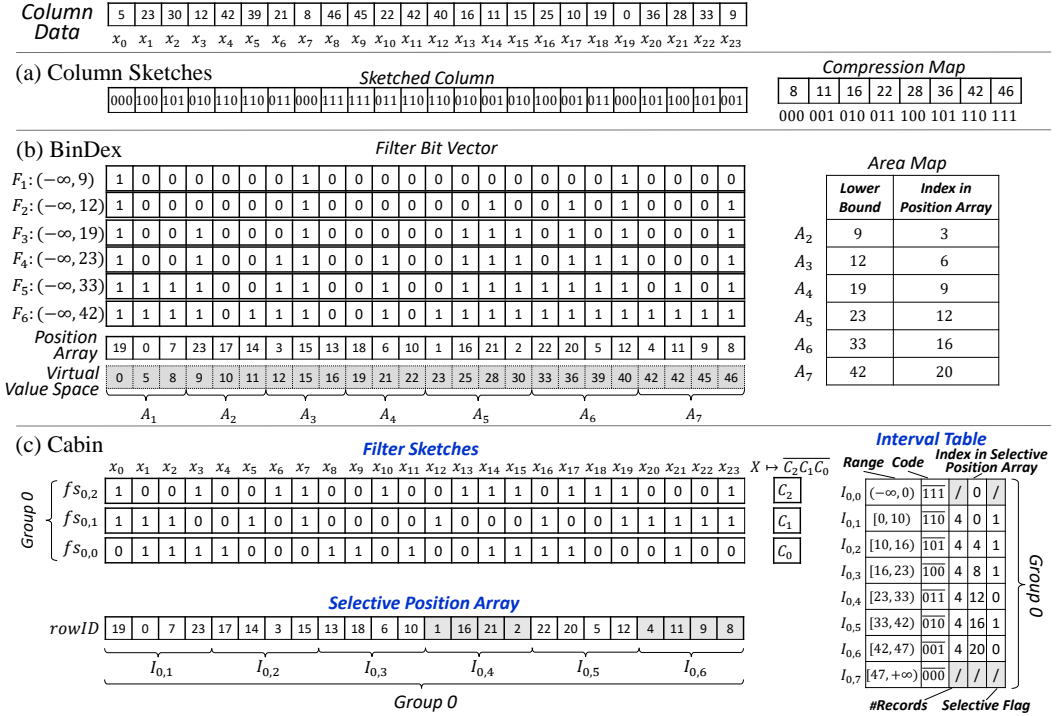 Column Data
5 23 30 12 42 39 21 8 46 45 22 42 40 16 11 15 25 10 19 0 36 28 33 9
x₀ x₁ x₂ x₃ x₄ x₅ x₆ x₇ x₈ x₉ x₁₀ x₁₁ x₁₂ x₁₃ x₁₄ x₁₅ x₁₆ x₁₇ x₁₈ x₁₉ x₂₀ x₂₁ x₂₂ x₂₃
(a) Column Sketches
Sketched Column
000 100 101 010 110 110 011 000 111 111 011 110 110 010 001 010 100 001 011 000 101 100 101 001
Compression Map
8 11 16 22 28 36 42 46
000 001 010 011 100 101 110 111
(b) BinDex
Filter Bit Vector
F₁: (−∞, 9) 1 0 0 0 0 0 0 1 0 0 0 0 0 0 0 0 0 0 0 1 0 0 0 0
F₂: (−∞, 12) 1 0 0 0 0 0 0 1 0 0 0 0 0 0 1 0 0 1 0 1 0 0 0 1
F₃: (−∞, 19) 1 0 0 1 0 0 0 1 0 0 0 0 0 1 1 1 0 1 0 1 0 0 0 1
F₄: (−∞, 23) 1 0 0 1 0 0 1 1 0 0 1 0 0 1 1 1 0 1 1 1 0 0 0 1
F₅: (−∞, 33) 1 1 1 1 0 0 1 1 0 0 1 0 0 1 1 1 1 1 1 1 0 1 0 1
F₆: (−∞, 42) 1 1 1 1 0 1 1 1 0 0 1 0 1 1 1 1 1 1 1 1 1 1 1 1
Position Array
19 0 7 23 17 14 3 15 13 18 6 10 1 16 21 2 22 20 5 12 4 11 9 8
Virtual Value Space
0 5 8 9 10 11 12 15 16 19 21 22 23 25 28 30 33 36 39 40 42 42 45 46
A₁ A₂ A₃ A₄ A₅ A₆ A₇
Area Map
Lower Bound Index in Position Array
A₂ 9 3
A₃ 12 6
A₄ 19 9
A₅ 23 12
A₆ 33 16
A₇ 42 20
(c) Cabin
Filter Sketches
x₀ x₁ x₂ x₃ x₄ x₅ x₆ x₇ x₈ x₉ x₁₀ x₁₁ x₁₂ x₁₃ x₁₄ x₁₅ x₁₆ x₁₇ x₁₈ x₁₉ x₂₀ x₂₁ x₂₂ x₂₃ X ↦ C̅₂C̅₁C̅₀
Group 0
fs₀,₂ 1 0 0 1 0 0 1 1 0 0 1 0 0 1 1 1 0 1 1 1 0 0 0 1 C₂
fs₀,₁ 1 1 1 0 0 1 0 1 0 0 0 0 1 0 0 0 1 0 0 1 1 1 1 1 C₁
fs₀,₀ 0 1 1 1 1 0 0 0 1 1 0 1 0 0 1 1 1 1 0 0 0 1 0 0 C₀
Selective Position Array
rowID 19 0 7 23 17 14 3 15 13 18 6 10 1 16 21 2 22 20 5 12 4 11 9 8
I₀,₁ I₀,₂ I₀,₃ I₀,₄ I₀,₅ I₀,₆
Group 0
Interval Table
Range Code Index in Selective Position Array
I₀,₀ (−∞, 0) 1̅1̅1̅ / 0 /
I₀,₁ [0, 10) 1̅1̅0̅ 4 0 1
I₀,₂ [10, 16) 1̅0̅1̅ 4 4 1
I₀,₃ [16, 23) 1̅0̅0̅ 4 8 1
I₀,₄ [23, 33) 0̅1̅1̅ 4 12 0
I₀,₅ [33, 42) 0̅1̅0̅ 4 16 1
I₀,₆ [42, 47) 0̅0̅1̅ 4 20 0
I₀,₇ [47, +∞) 0̅0̅0̅ / / /
Group 0
#Records Selective Flag